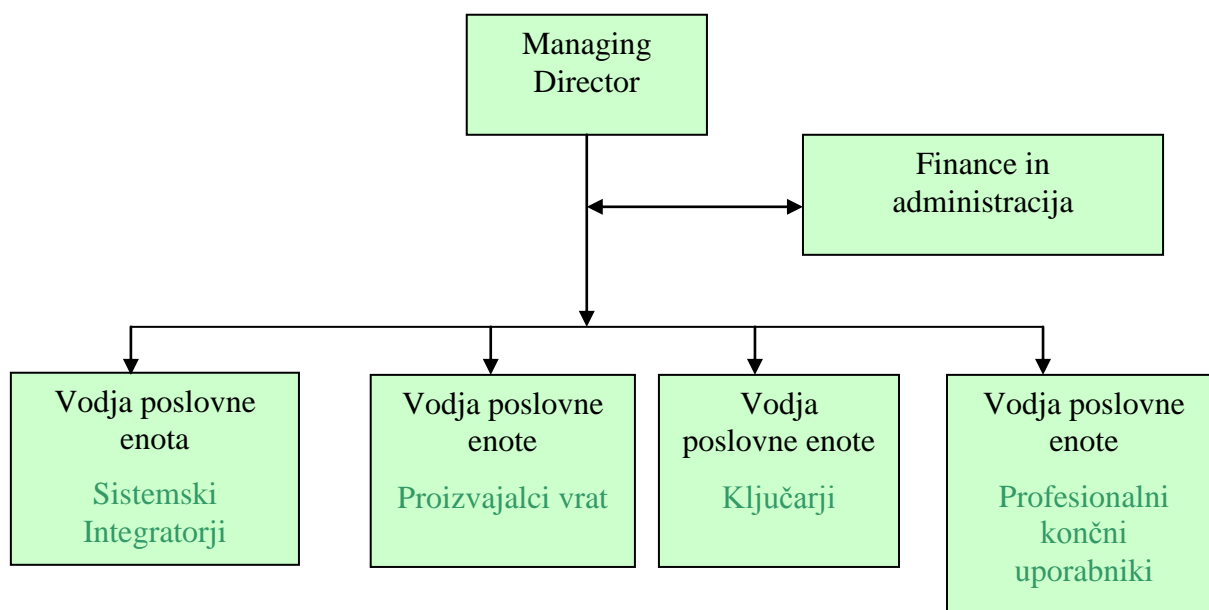 Managing
Director
Finance in
administracija
Vodja poslovne
enota
Sistemski
Integratorji
Vodja poslovne
enote
Proizvajalci vrat
Vodja
poslovne enote
Ključarji
Vodja poslovne
enote
Profesionalni
končni
uporabniki